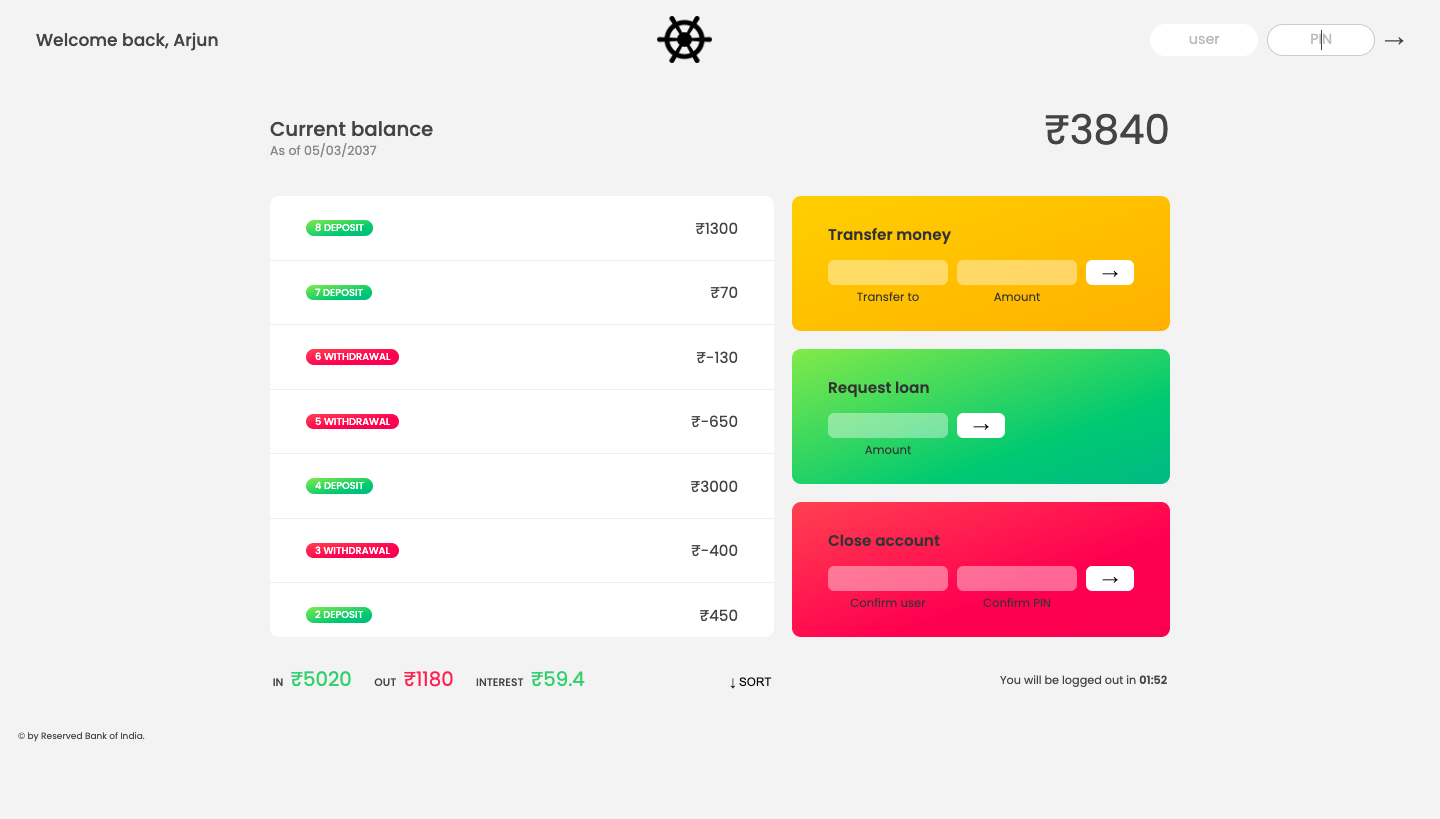 Welcome back, Arjun
user
PIN
→
Current balance
As of 05/03/2037
₹3840
8 DEPOSIT ₹1300
7 DEPOSIT ₹70
6 WITHDRAWAL ₹-130
5 WITHDRAWAL ₹-650
4 DEPOSIT ₹3000
3 WITHDRAWAL ₹-400
2 DEPOSIT ₹450
Transfer money
→
Transfer to Amount
Request loan
→
Amount
Close account
→
Confirm user Confirm PIN
IN ₹5020 OUT ₹1180 INTEREST ₹59.4 ↓ SORT
You will be logged out in 01:52
© by Reserved Bank of India.